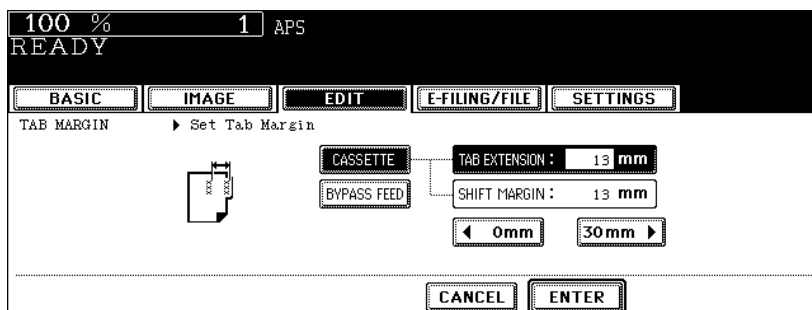 100 % 1 APS
READY
BASIC IMAGE EDIT E-FILING/FILE SETTINGS
TAB MARGIN ▶ Set Tab Margin
CASSETTE TAB EXTENSION : 13 mm
BYPASS FEED SHIFT MARGIN : 13 mm
◀ 0mm 30mm ▶
CANCEL ENTER